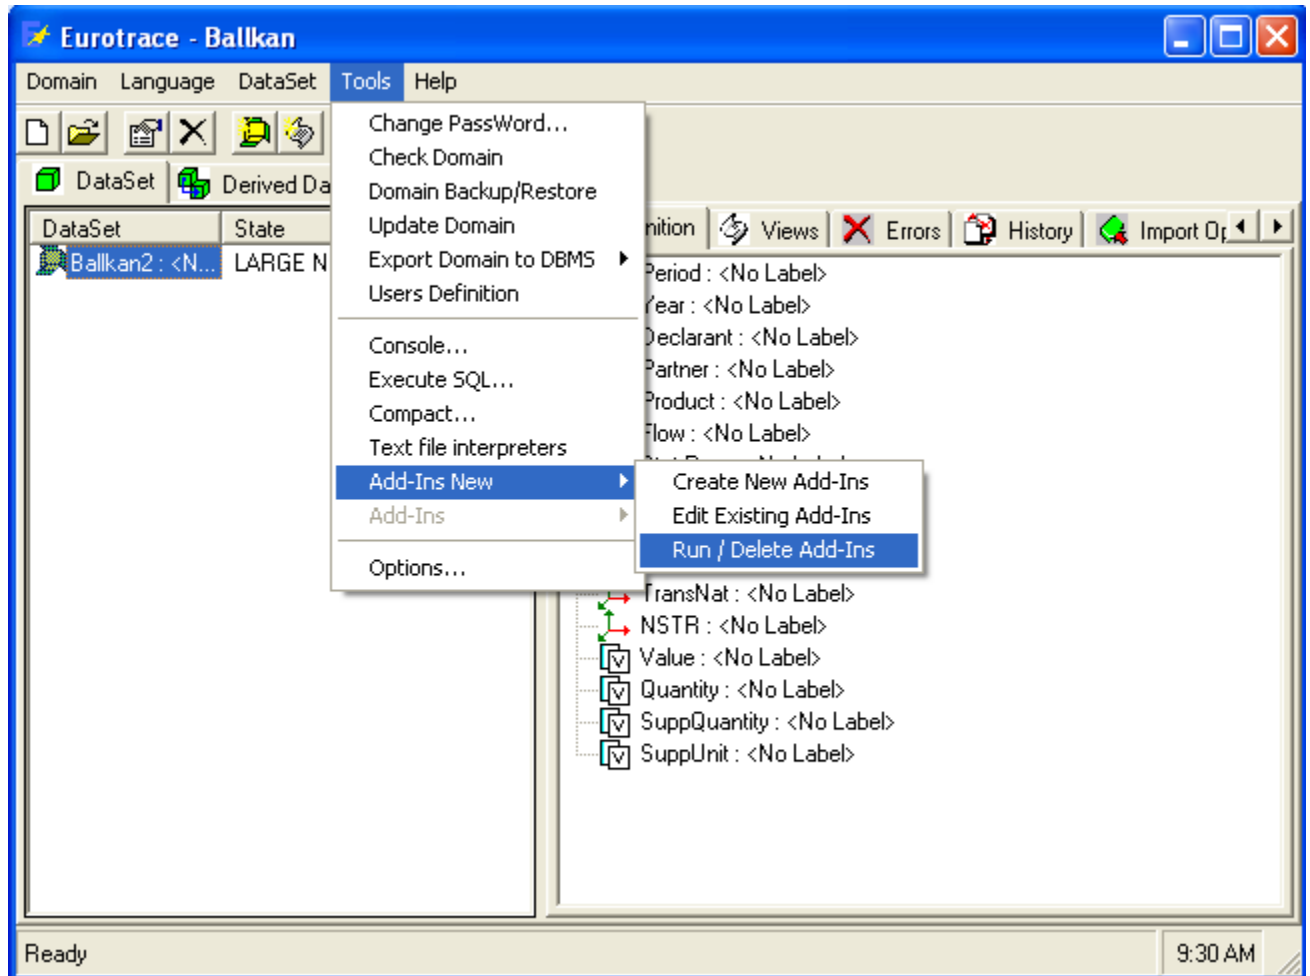 Eurotrace - Ballkan
Domain Language DataSet Tools Help
DataSet Derived Da
DataSet State
Ballkan2 : <N... LARGE N
Change PassWord...
Check Domain
Domain Backup/Restore
Update Domain
Export Domain to DBMS
Users Definition
Console...
Execute SQL...
Compact...
Text file interpreters
Add-Ins New
Add-Ins
Options...
Create New Add-Ins
Edit Existing Add-Ins
Run / Delete Add-Ins
nition Views Errors History Import Op
Period : <No Label>
Year : <No Label>
Declarant : <No Label>
Partner : <No Label>
Product : <No Label>
Flow : <No Label>
TransNat : <No Label>
NSTR : <No Label>
Value : <No Label>
Quantity : <No Label>
SuppQuantity : <No Label>
SuppUnit : <No Label>
Ready 9:30 AM